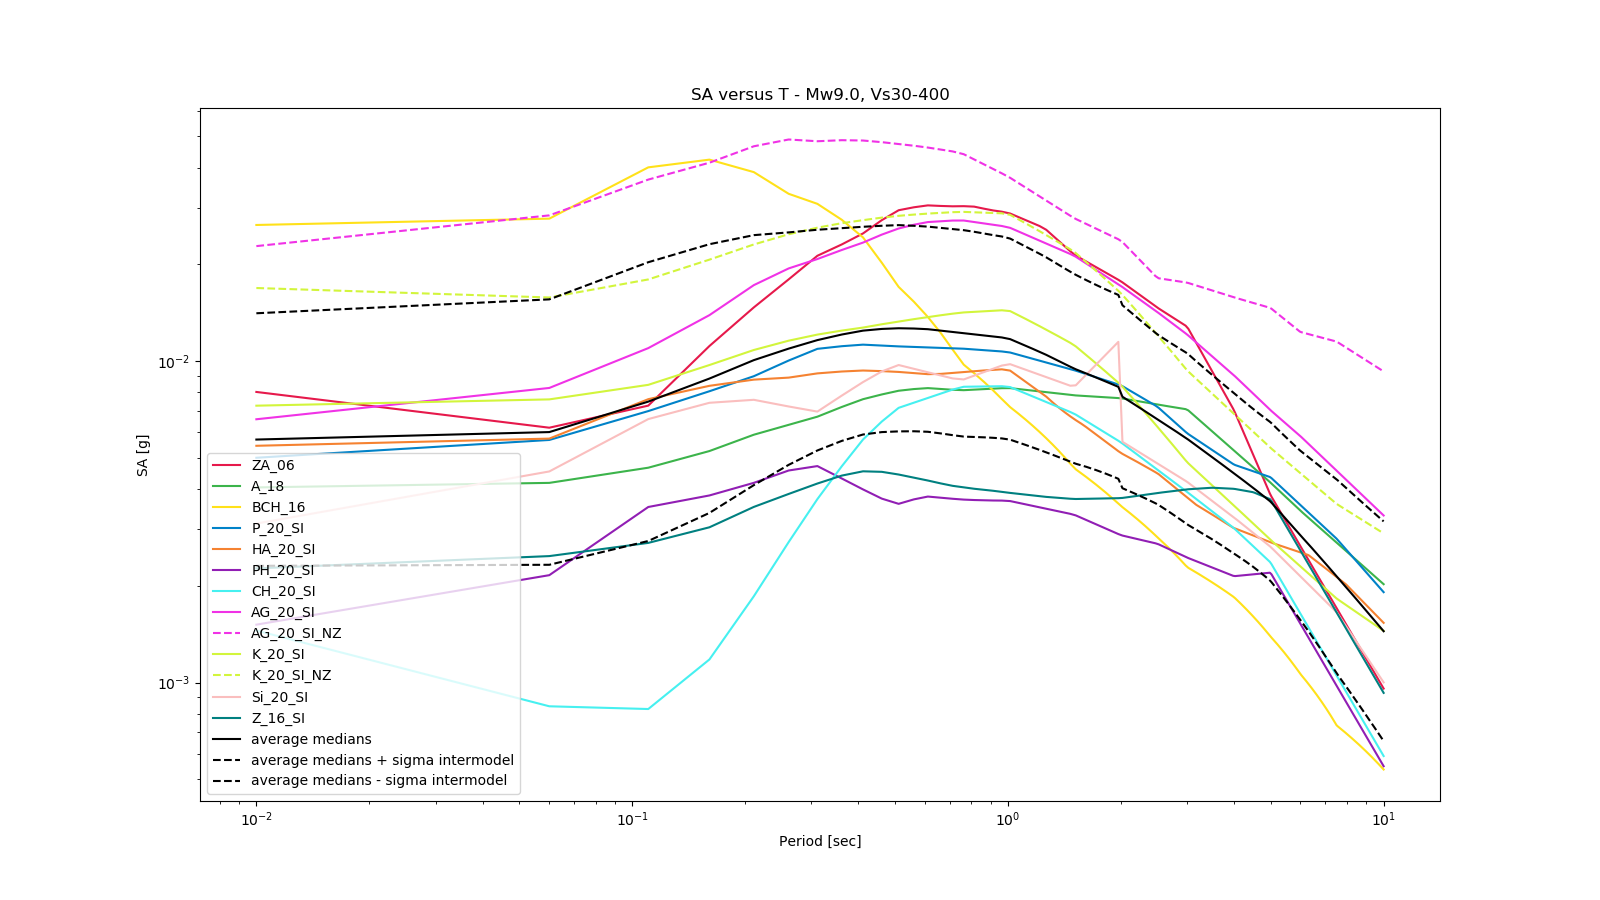 SA versus T - Mw9.0, Vs30-400
SA [g]
10⁻²
10⁻³
ZA_06
A_18
BCH_16
P_20_SI
HA_20_SI
PH_20_SI
CH_20_SI
AG_20_SI
AG_20_SI_NZ
K_20_SI
K_20_SI_NZ
Si_20_SI
Z_16_SI
average medians
average medians + sigma intermodel
average medians - sigma intermodel
10⁻² 10⁻¹ 10⁰ 10¹
Period [sec]